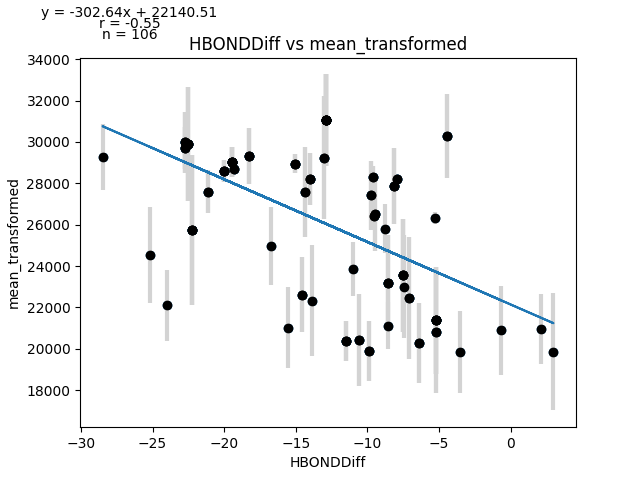 y = -302.64x + 22140.51
r = -0.55
n = 106
HBONDDiff vs mean_transformed
34000
32000
30000
28000
26000
24000
22000
20000
18000
mean_transformed
−30 −25 −20 −15 −10 −5 0
HBONDDiff